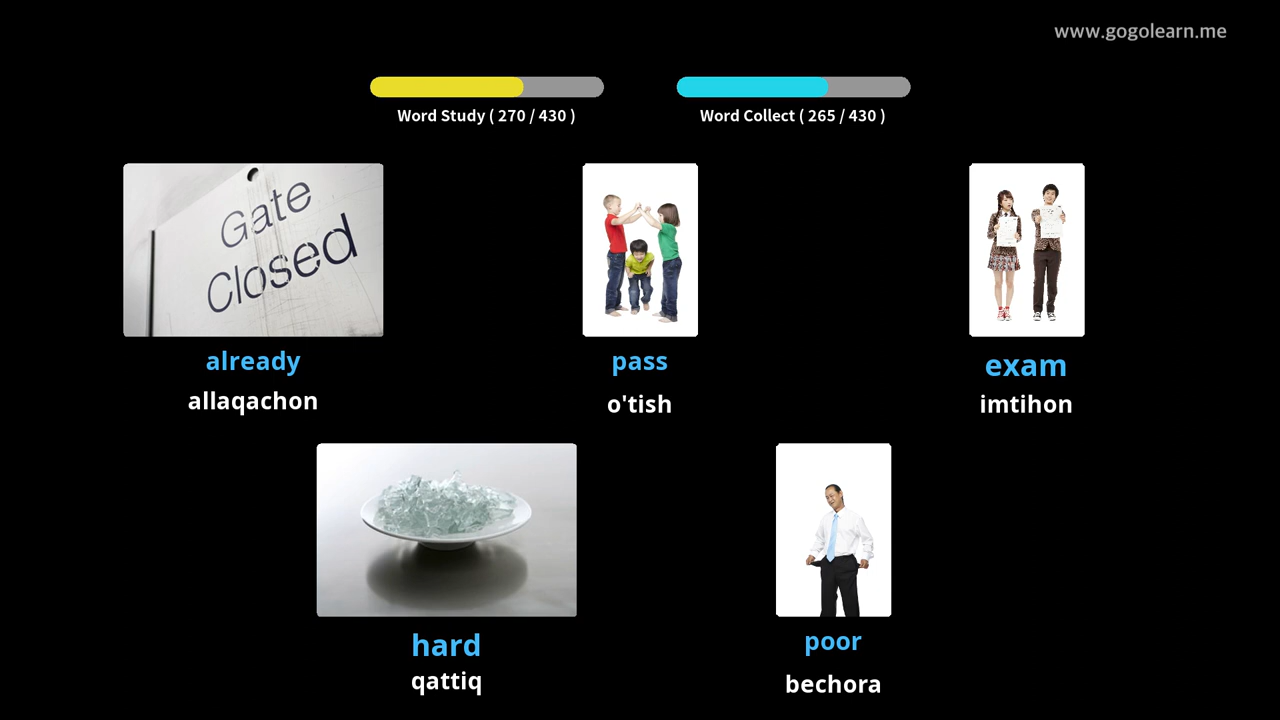 www.gogolearn.me
Word Study ( 270 / 430 )
Word Collect ( 265 / 430 )
Gate
Closed
already
allaqachon
pass
o'tish
exam
imtihon
hard
qattiq
poor
bechora